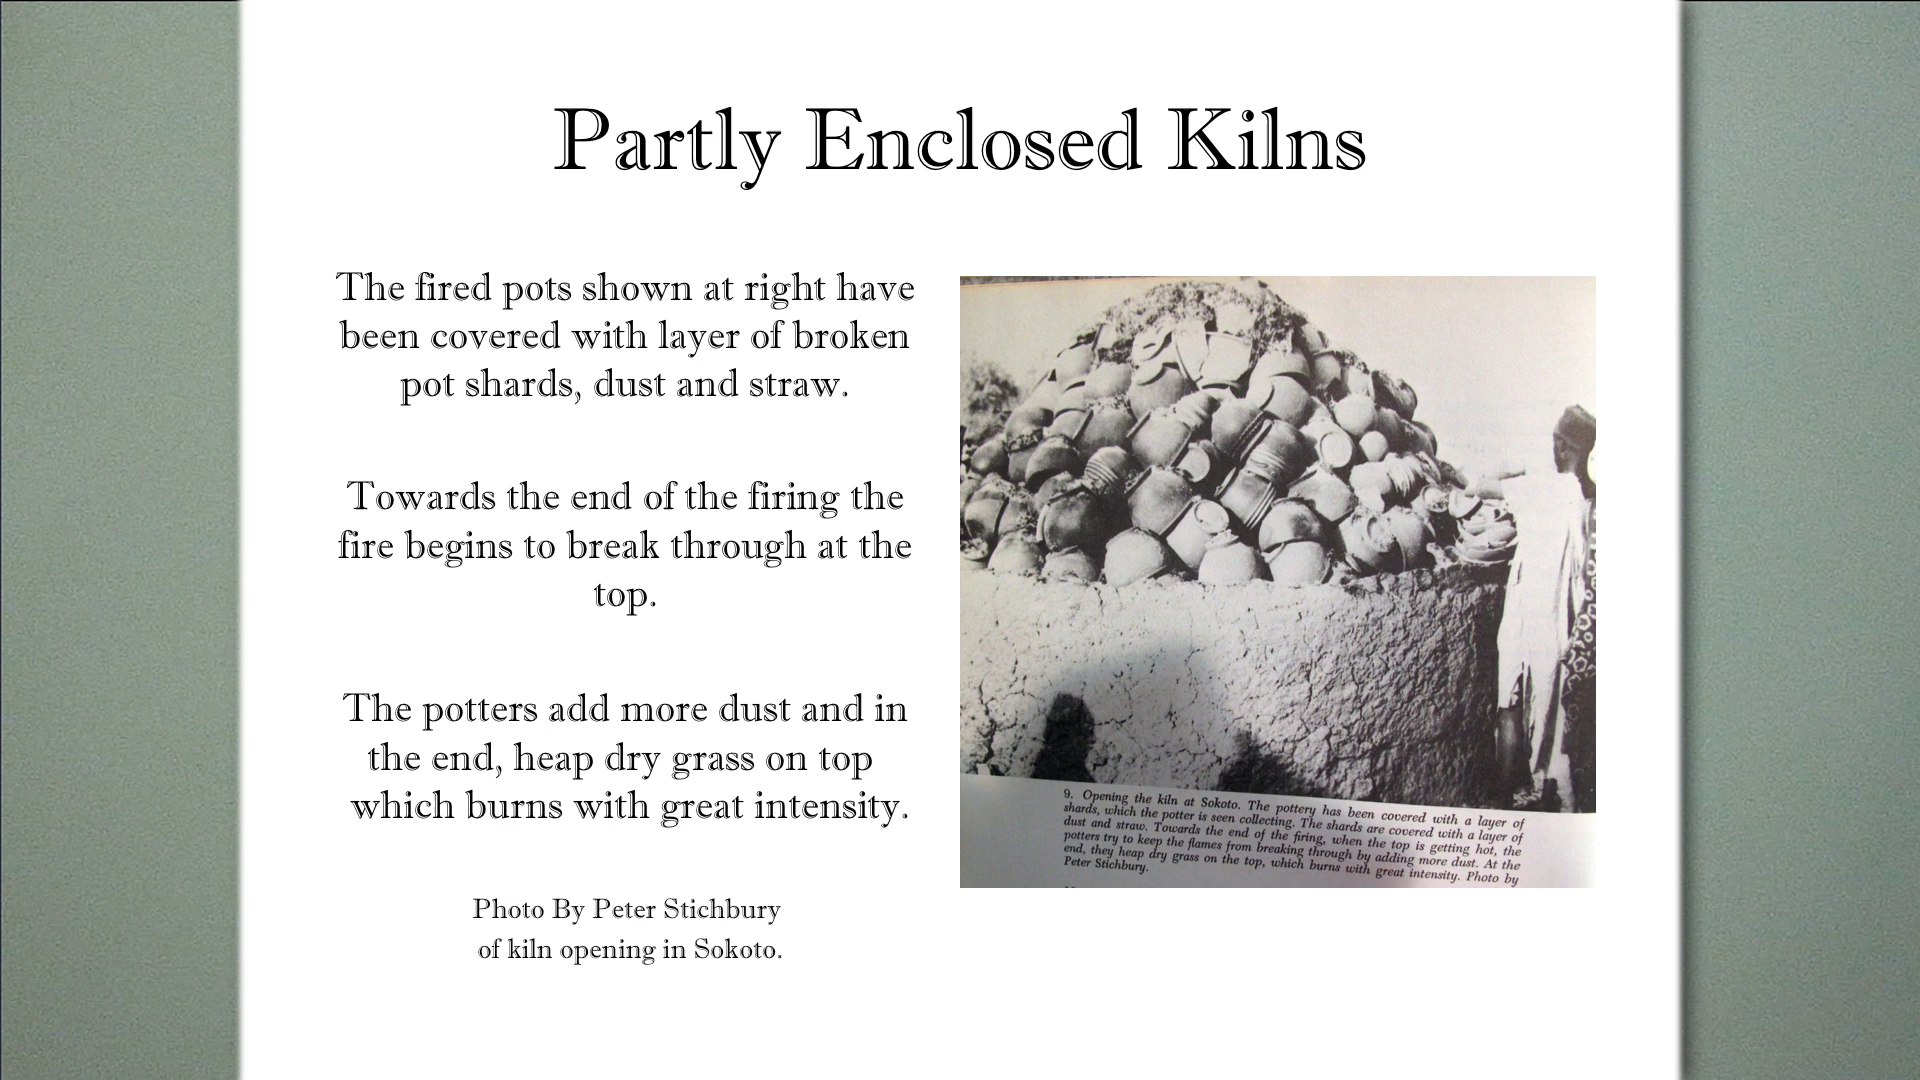 Partly Enclosed Kilns
The fired pots shown at right have
been covered with layer of broken
pot shards, dust and straw.
Towards the end of the firing the
fire begins to break through at the
top.
The potters add more dust and in
the end, heap dry grass on top
which burns with great intensity.
Photo By Peter Stichbury
of kiln opening in Sokoto.
9. Opening the kiln at Sokoto. The pottery has been covered with a layer of
shards, which the potter is seen collecting. The shards are covered with a layer of
dust and straw. Towards the end of the firing, when the top is getting hot, the
potters try to keep the flames from breaking through by adding more dust. At the
end, they heap dry grass on the top, which burns with great intensity. Photo by
Peter Stichbury.